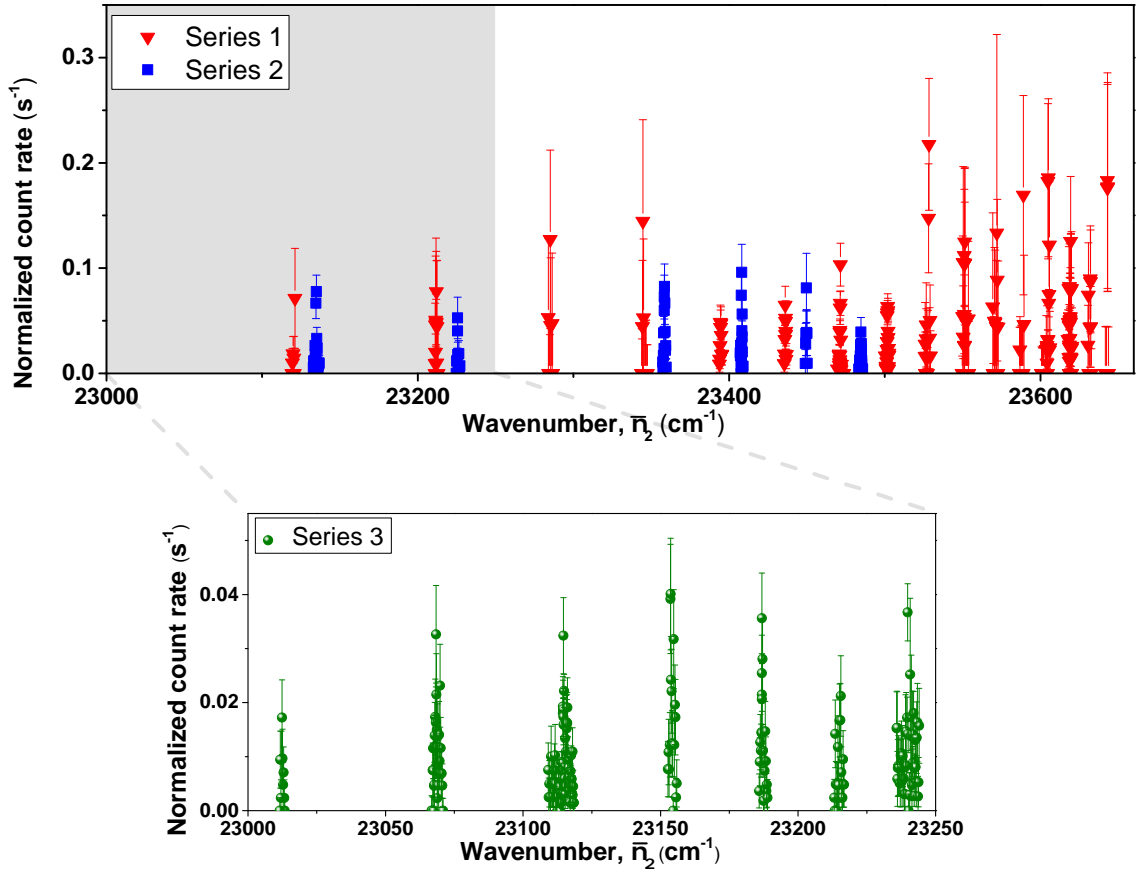 Normalized count rate (s⁻¹)
0.3
0.2
0.1
0.0
Series 1
Series 2
23000 23200 23400 23600
Wavenumber, n̅₂ (cm⁻¹)
Normalized count rate (s⁻¹)
0.04
0.02
0.00
Series 3
23000 23050 23100 23150 23200 23250
Wavenumber, n̅₂ (cm⁻¹)